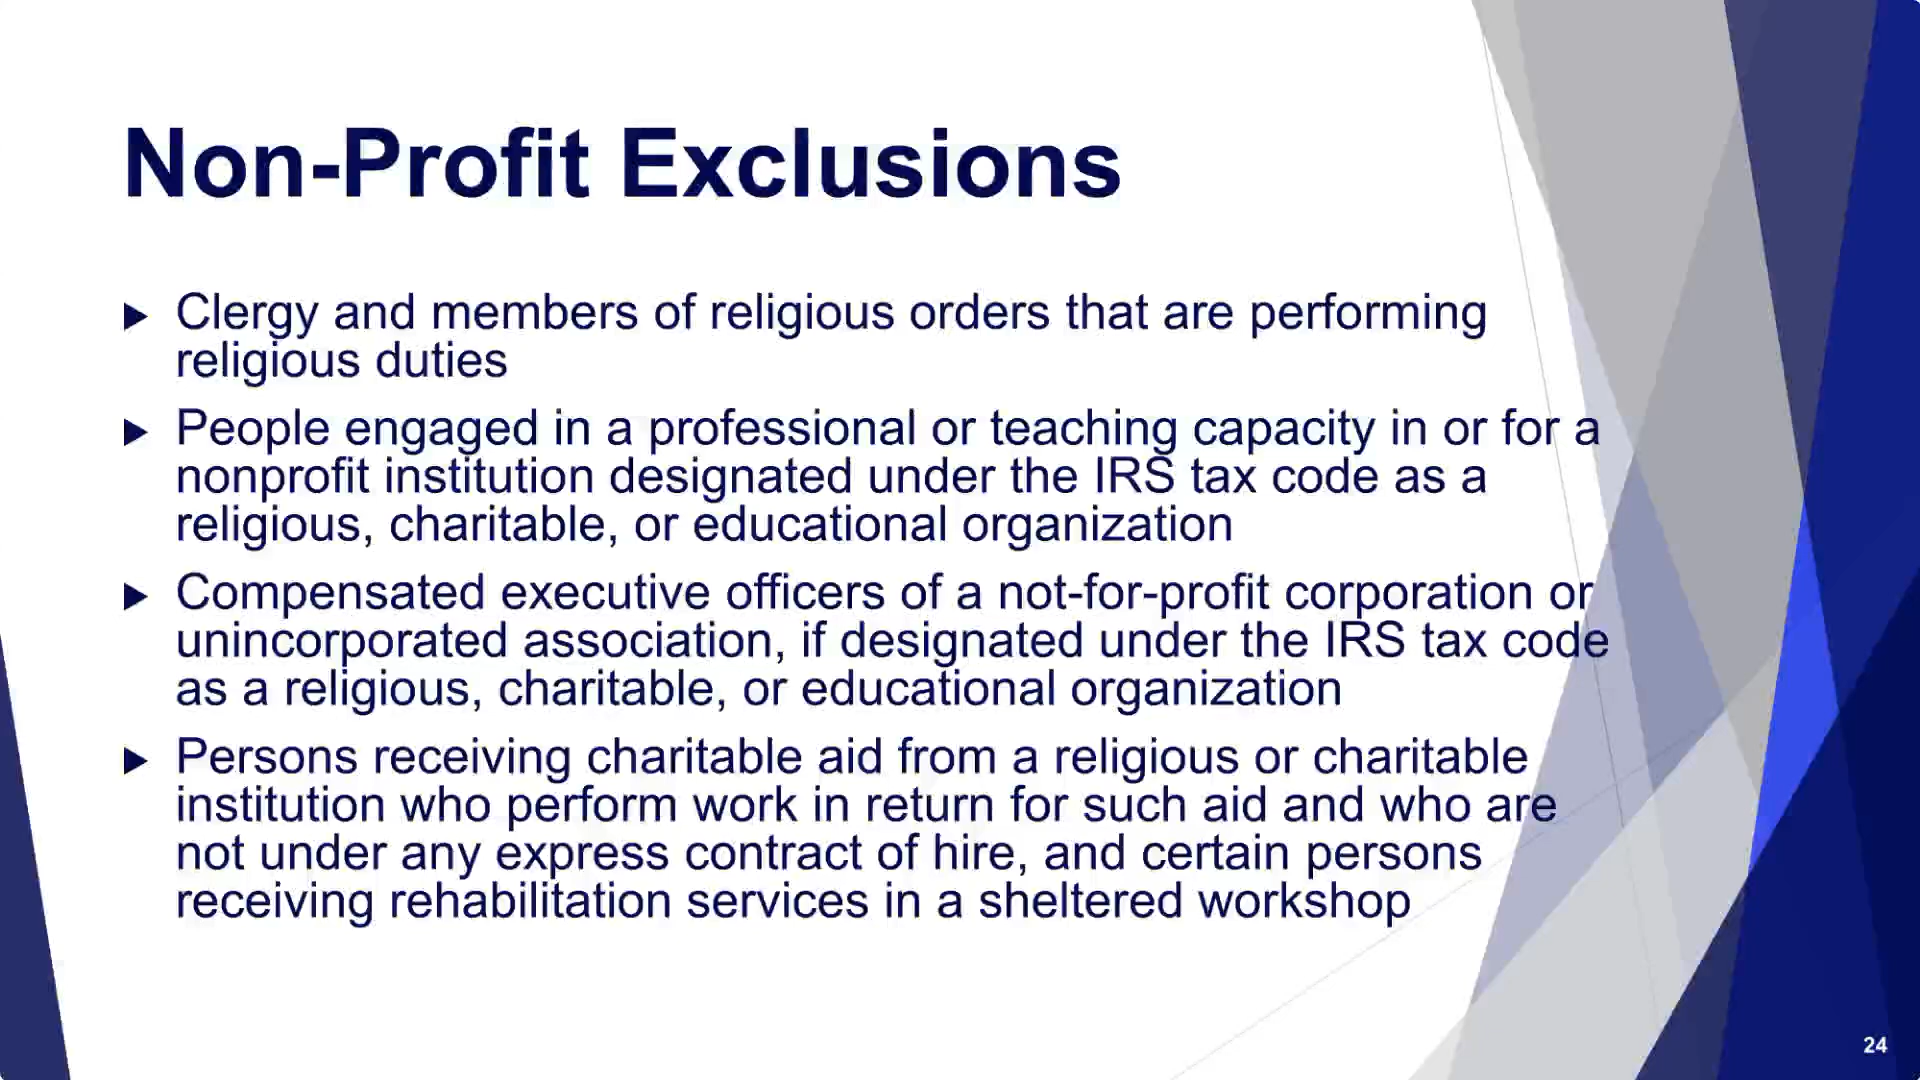 Non-Profit Exclusions
Clergy and members of religious orders that are performing
religious duties
People engaged in a professional or teaching capacity in or for a
nonprofit institution designated under the IRS tax code as a
religious, charitable, or educational organization
Compensated executive officers of a not-for-profit corporation or
unincorporated association, if designated under the IRS tax code
as a religious, charitable, or educational organization
Persons receiving charitable aid from a religious or charitable
institution who perform work in return for such aid and who are
not under any express contract of hire, and certain persons
receiving rehabilitation services in a sheltered workshop
24